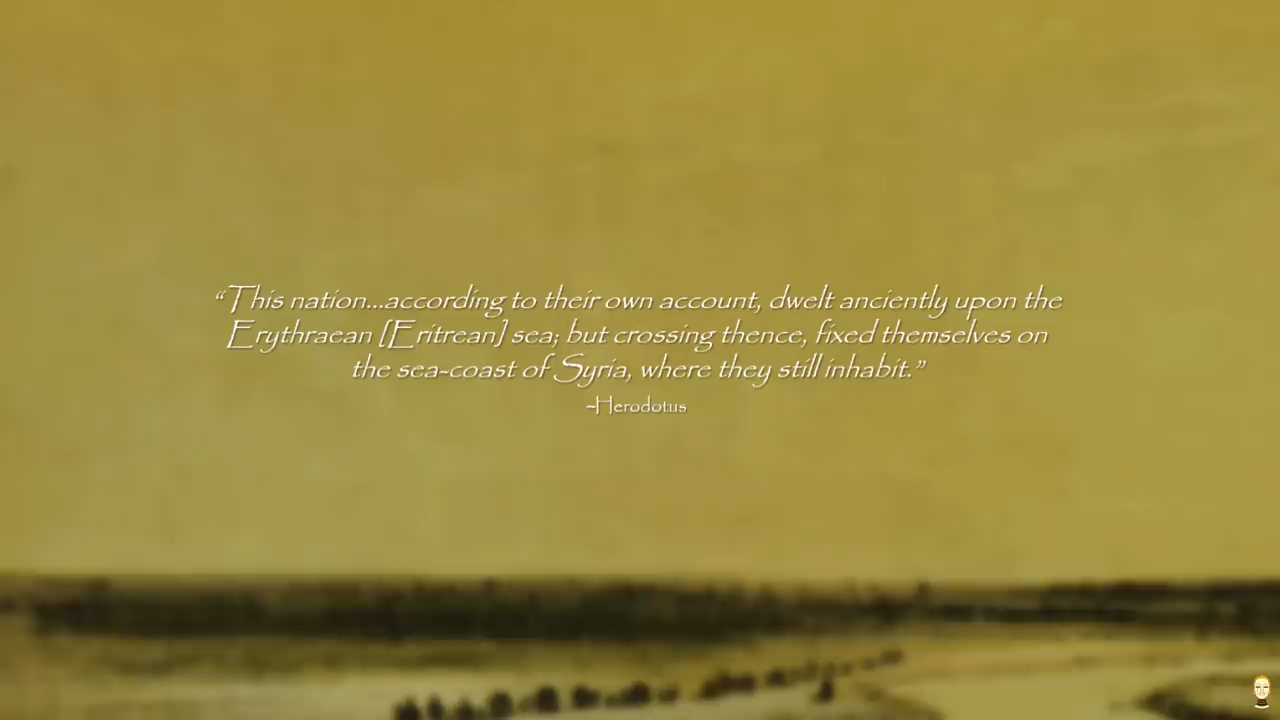 “This nation...according to their own account, dwelt anciently upon the
Erythraean [Eritrean] sea; but crossing thence, fixed themselves on
the sea-coast of Syria, where they still inhabit.”
-Herodotus